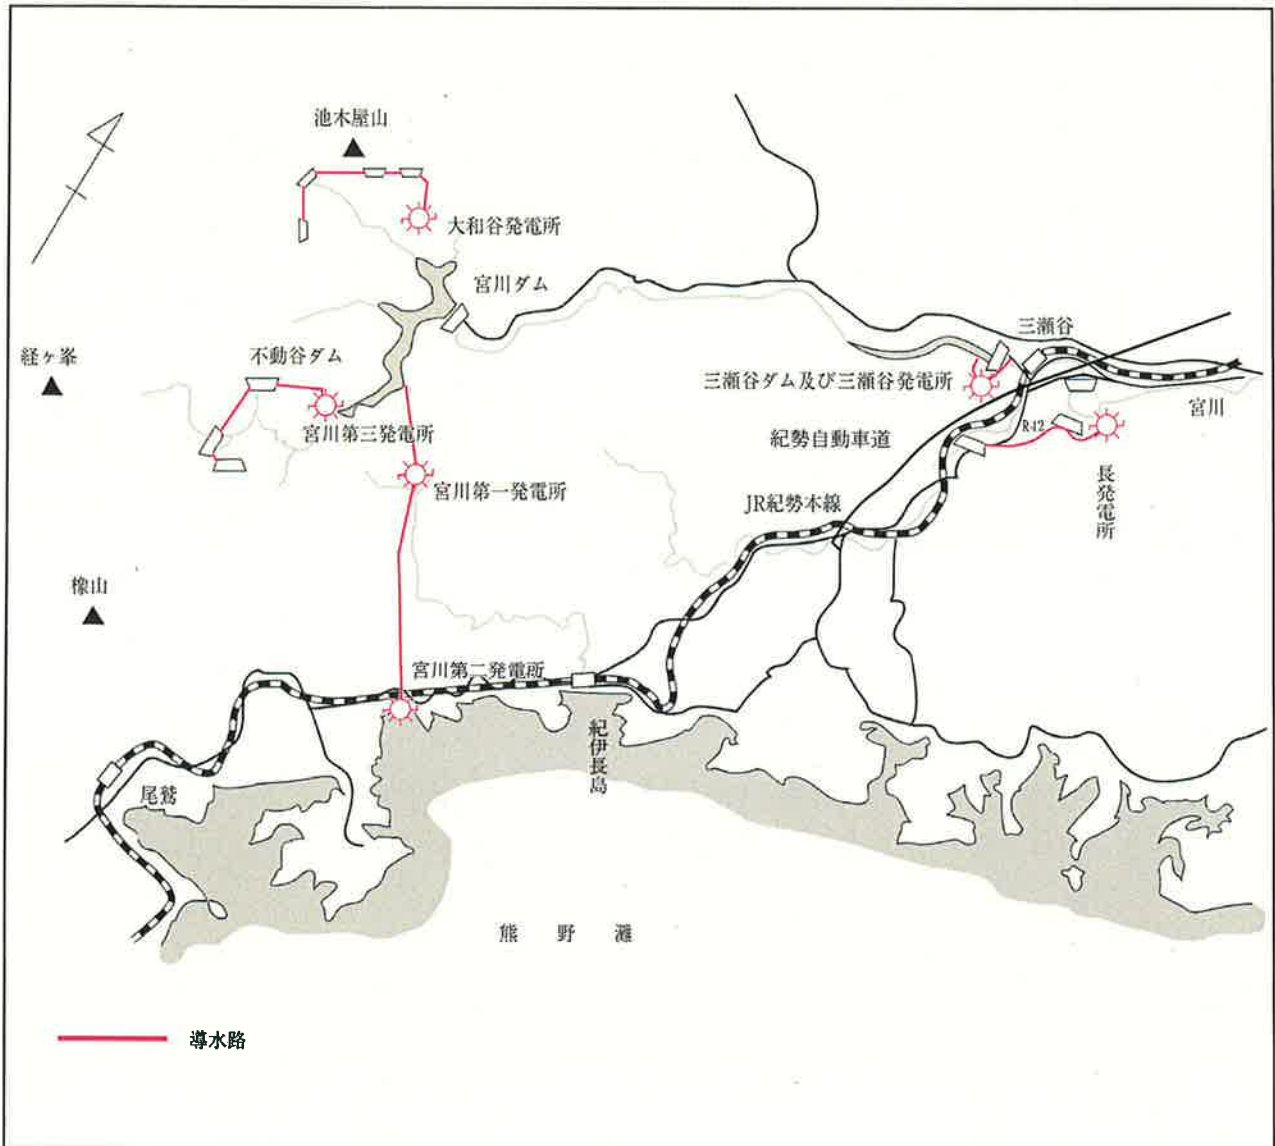 池木屋山
大和谷発電所
宮川ダム
三瀬谷
経ヶ峯
不動谷ダム
三瀬谷ダム及び三瀬谷発電所
宮川
宮川第三発電所
R42
紀勢自動車道
長発電所
宮川第一発電所
JR紀勢本線
橡山
宮川第二発電所
紀伊長島
尾鷲
熊野灘
導水路